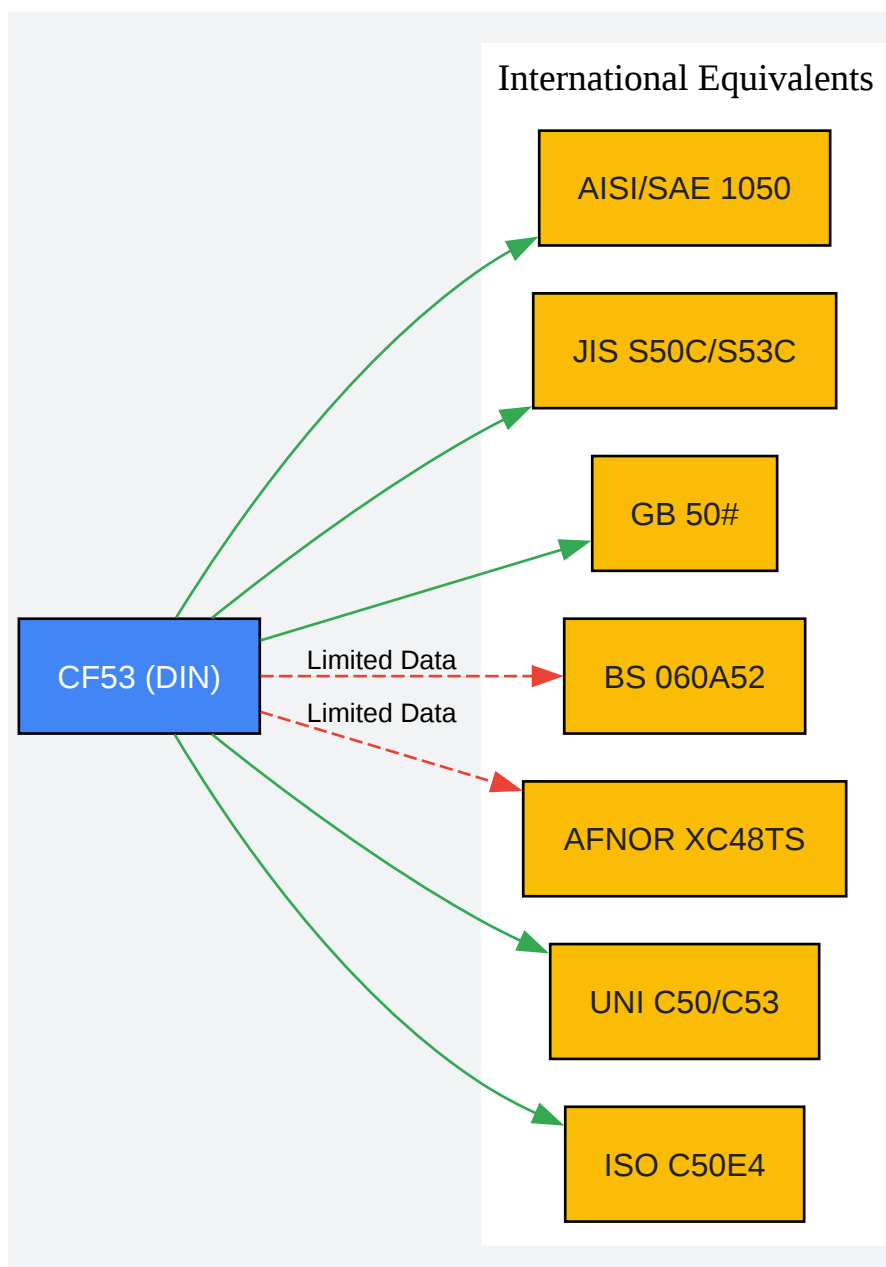 International Equivalents
AISI/SAE 1050
JIS S50C/S53C
GB 50#
CF53 (DIN)
Limited Data
BS 060A52
Limited Data
AFNOR XC48TS
UNI C50/C53
ISO C50E4